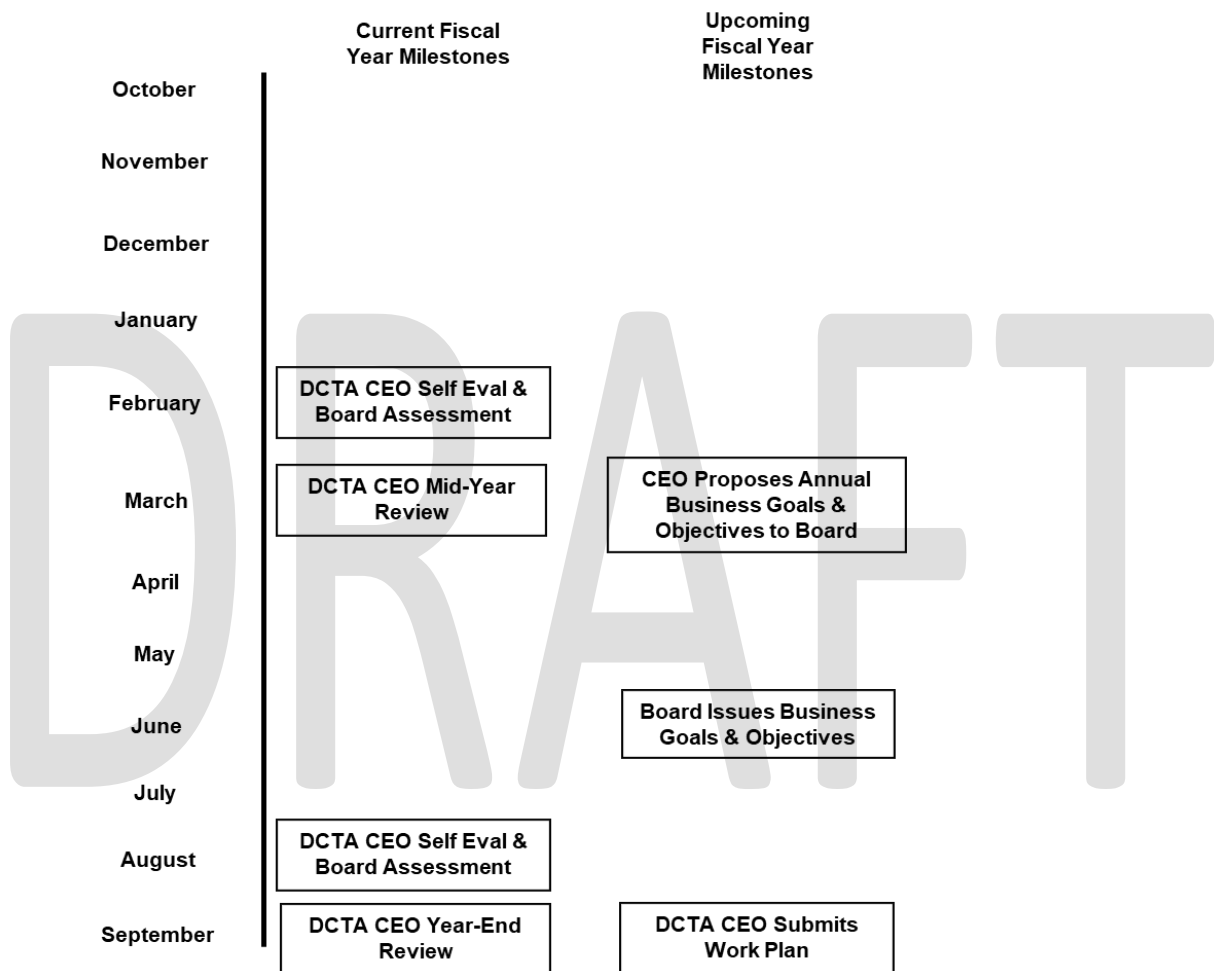 Current Fiscal
Year Milestones
Upcoming
Fiscal Year
Milestones
October
November
December
January
February
DCTA CEO Self Eval &
Board Assessment
March
DCTA CEO Mid-Year
Review
CEO Proposes Annual
Business Goals &
Objectives to Board
April
May
June
Board Issues Business
Goals & Objectives
July
August
DCTA CEO Self Eval &
Board Assessment
September
DCTA CEO Year-End
Review
DCTA CEO Submits
Work Plan
DRAFT